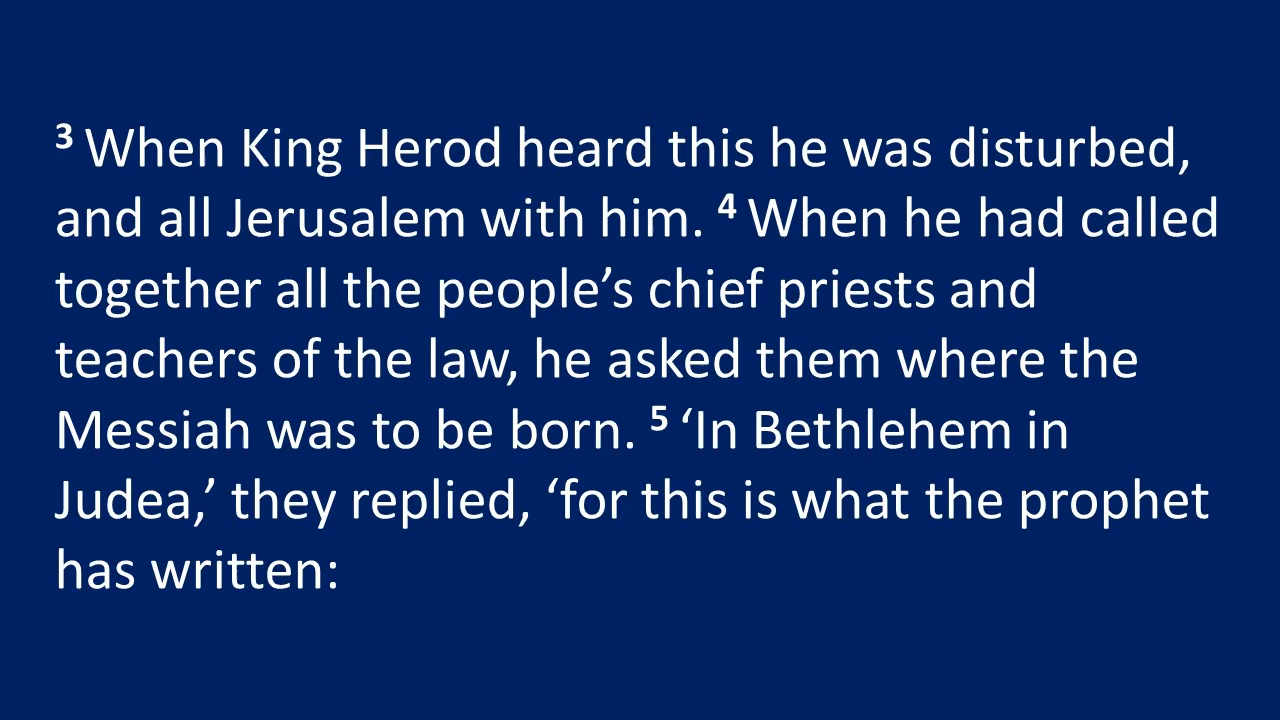 ³ When King Herod heard this he was disturbed,
and all Jerusalem with him. ⁴ When he had called
together all the people’s chief priests and
teachers of the law, he asked them where the
Messiah was to be born. ⁵ ‘In Bethlehem in
Judea,’ they replied, ‘for this is what the prophet
has written: